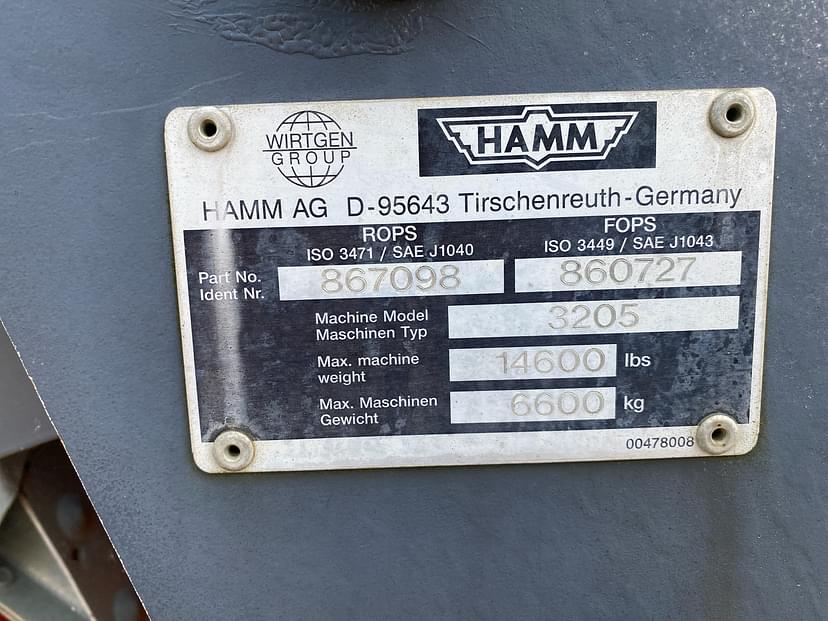 WIRTGEN
GROUP
HAMM
HAMM AG D-95643 Tirschenreuth-Germany
ROPS
ISO 3471 / SAE J1040
FOPS
ISO 3449 / SAE J1043
Part No.
Ident Nr.
867098
860727
Machine Model
Maschinen Typ
3205
Max. machine
weight
14600 lbs
Max. Maschinen
Gewicht
6600 kg
00478008